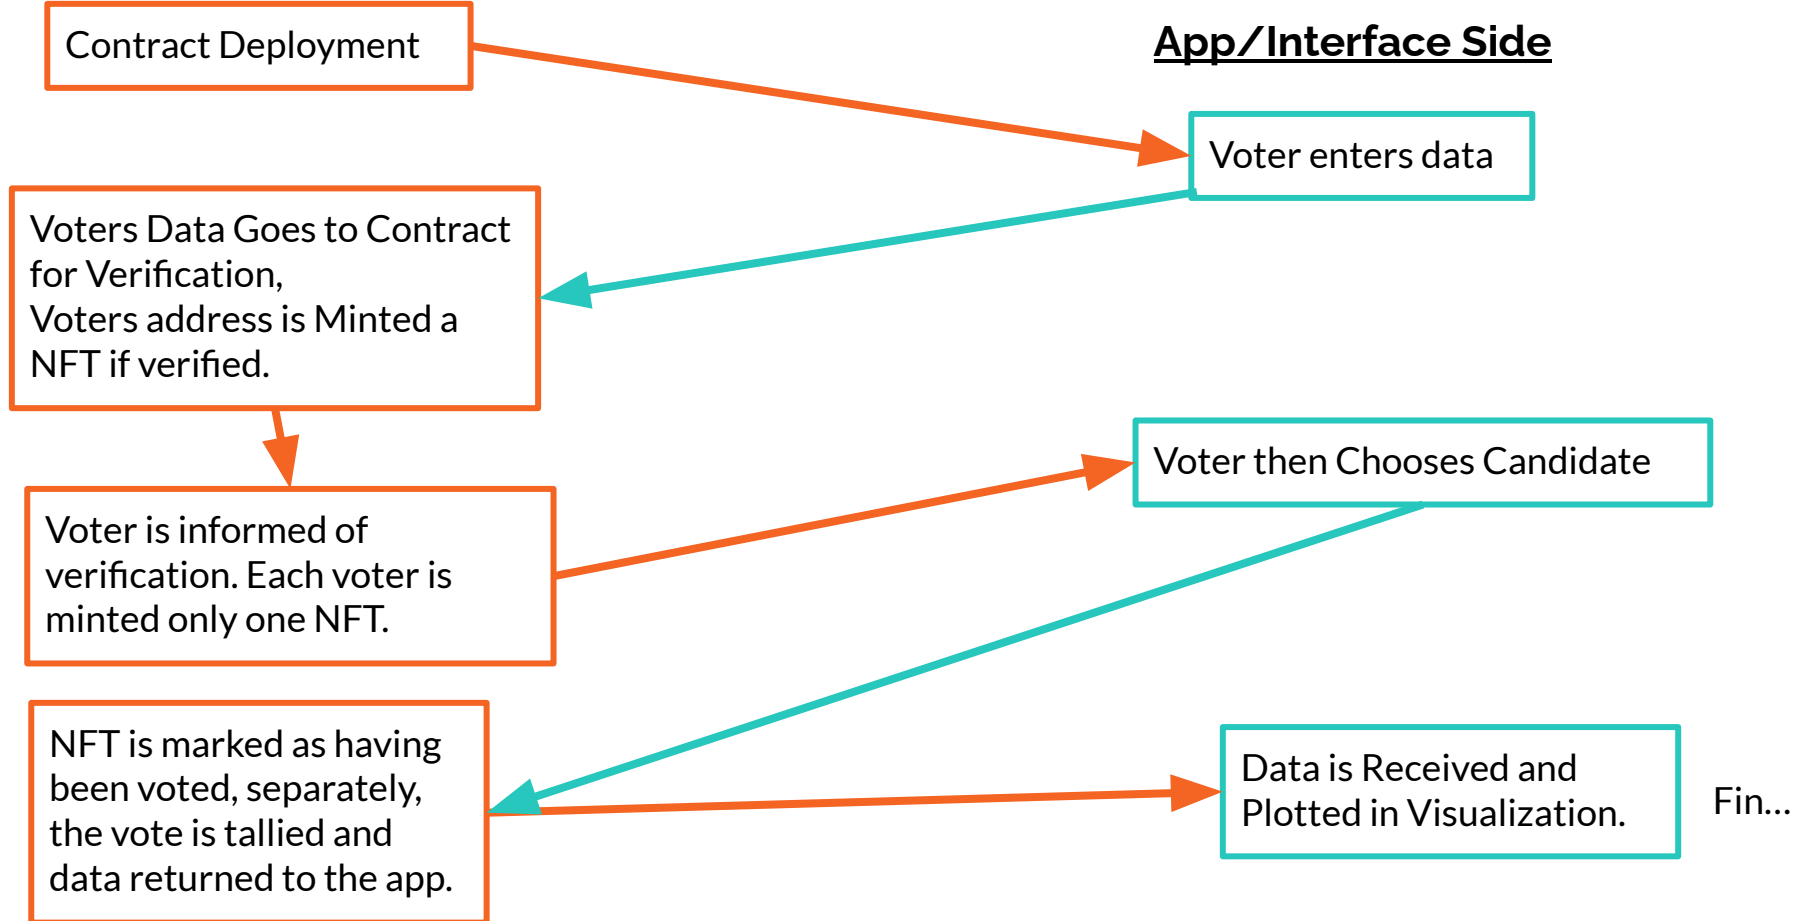 Contract Deployment
App/Interface Side
Voter enters data
Voters Data Goes to Contract
for Verification,
Voters address is Minted a
NFT if verified.
Voter is informed of
verification. Each voter is
minted only one NFT.
Voter then Chooses Candidate
NFT is marked as having
been voted, separately,
the vote is tallied and
data returned to the app.
Data is Received and
Plotted in Visualization.
Fin...